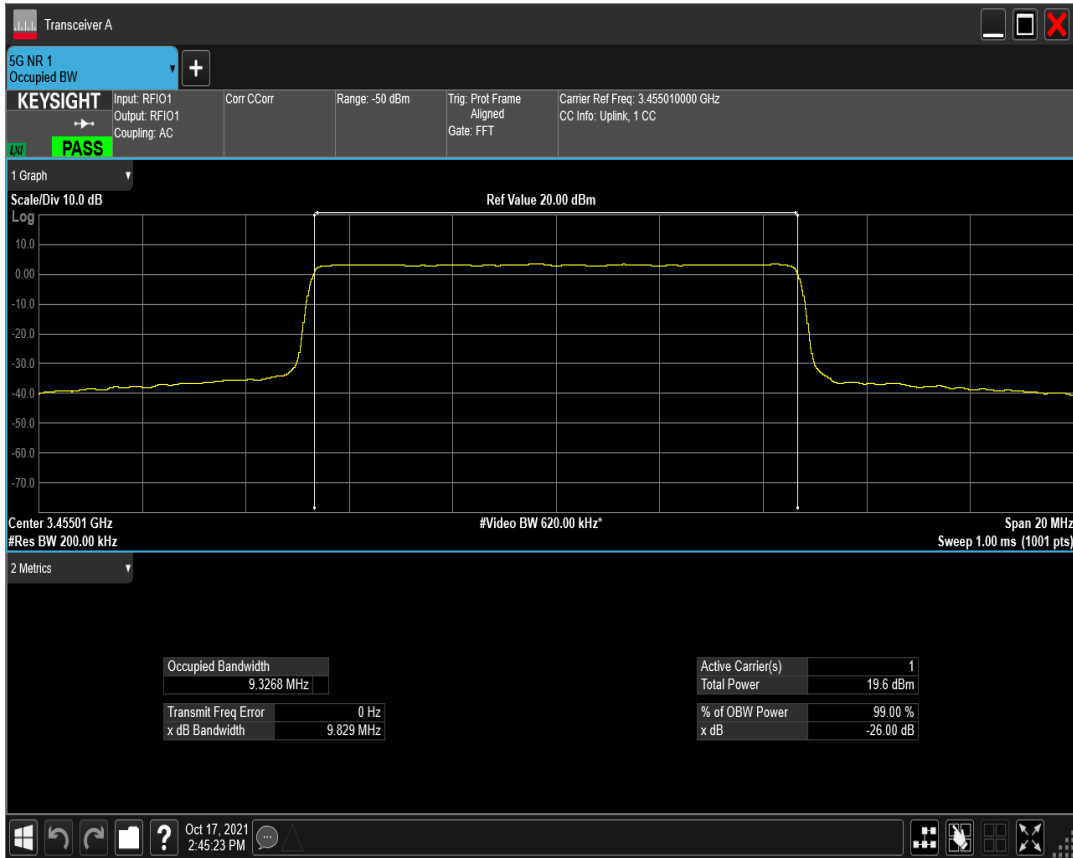 Transceiver A
5G NR 1
Occupied BW
KEYSIGHT
LXI
PASS
Input: RFIO1
Output: RFIO1
Coupling: AC
Corr CCorr
Range: -50 dBm
Trig: Prot Frame
Aligned
Gate: FFT
Carrier Ref Freq: 3.455010000 GHz
CC Info: Uplink, 1 CC
1 Graph
Scale/Div 10.0 dB
Ref Value 20.00 dBm
Log
10.0
0.00
-10.0
-20.0
-30.0
-40.0
-50.0
-60.0
-70.0
Center 3.45501 GHz
#Video BW 620.00 kHz*
Span 20 MHz
#Res BW 200.00 kHz
Sweep 1.00 ms (1001 pts)
2 Metrics
Occupied Bandwidth
9.3268 MHz
Transmit Freq Error 0 Hz
x dB Bandwidth 9.829 MHz
Active Carrier(s) 1
Total Power 19.6 dBm
% of OBW Power 99.00 %
x dB -26.00 dB
?
Oct 17, 2021
2:45:23 PM